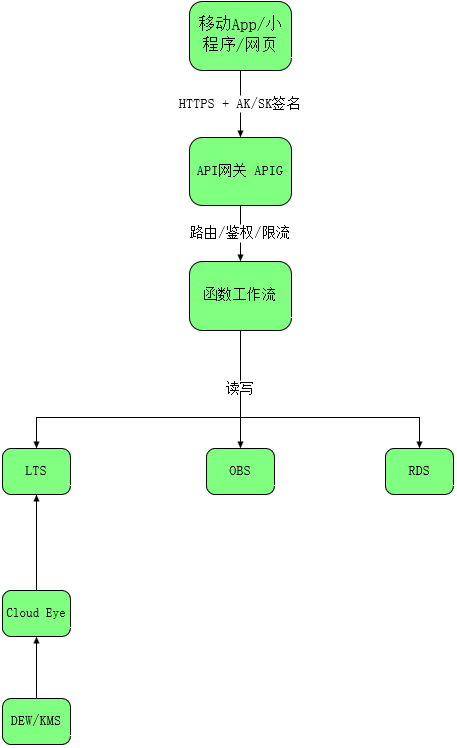 移动App/小
程序/网页
HTTPS + AK/SK签名
API网关 APIG
路由/鉴权/限流
函数工作流
读写
LTS
OBS
RDS
Cloud Eye
DEW/KMS